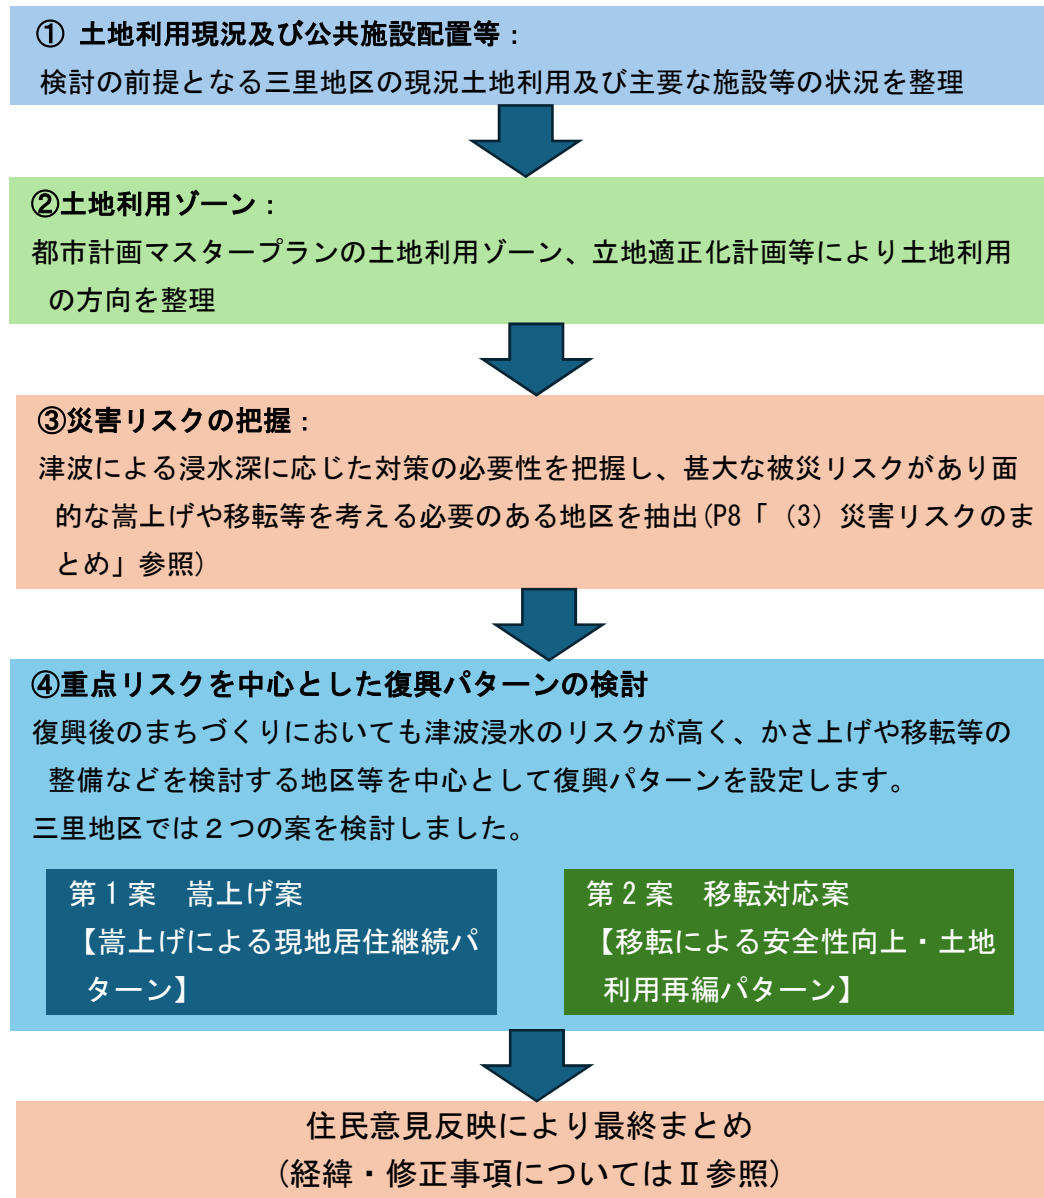 ① 土地利用現況及び公共施設配置等：
検討の前提となる三里地区の現況土地利用及び主要な施設等の状況を整理
②土地利用ゾーン：
都市計画マスタープランの土地利用ゾーン、立地適正化計画等により土地利用
の方向を整理
③災害リスクの把握：
津波による浸水深に応じた対策の必要性を把握し、甚大な被災リスクがあり面
的な嵩上げや移転等を考える必要のある地区を抽出(P8「（3）災害リスクのま
とめ」参照)
④重点リスクを中心とした復興パターンの検討
復興後のまちづくりにおいても津波浸水のリスクが高く、かさ上げや移転等の
整備などを検討する地区等を中心として復興パターンを設定します。
三里地区では２つの案を検討しました。
第１案　嵩上げ案
【嵩上げによる現地居住継続パ
ターン】
第２案　移転対応案
【移転による安全性向上・土地
利用再編パターン】
住民意見反映により最終まとめ
(経緯・修正事項についてはⅡ参照)